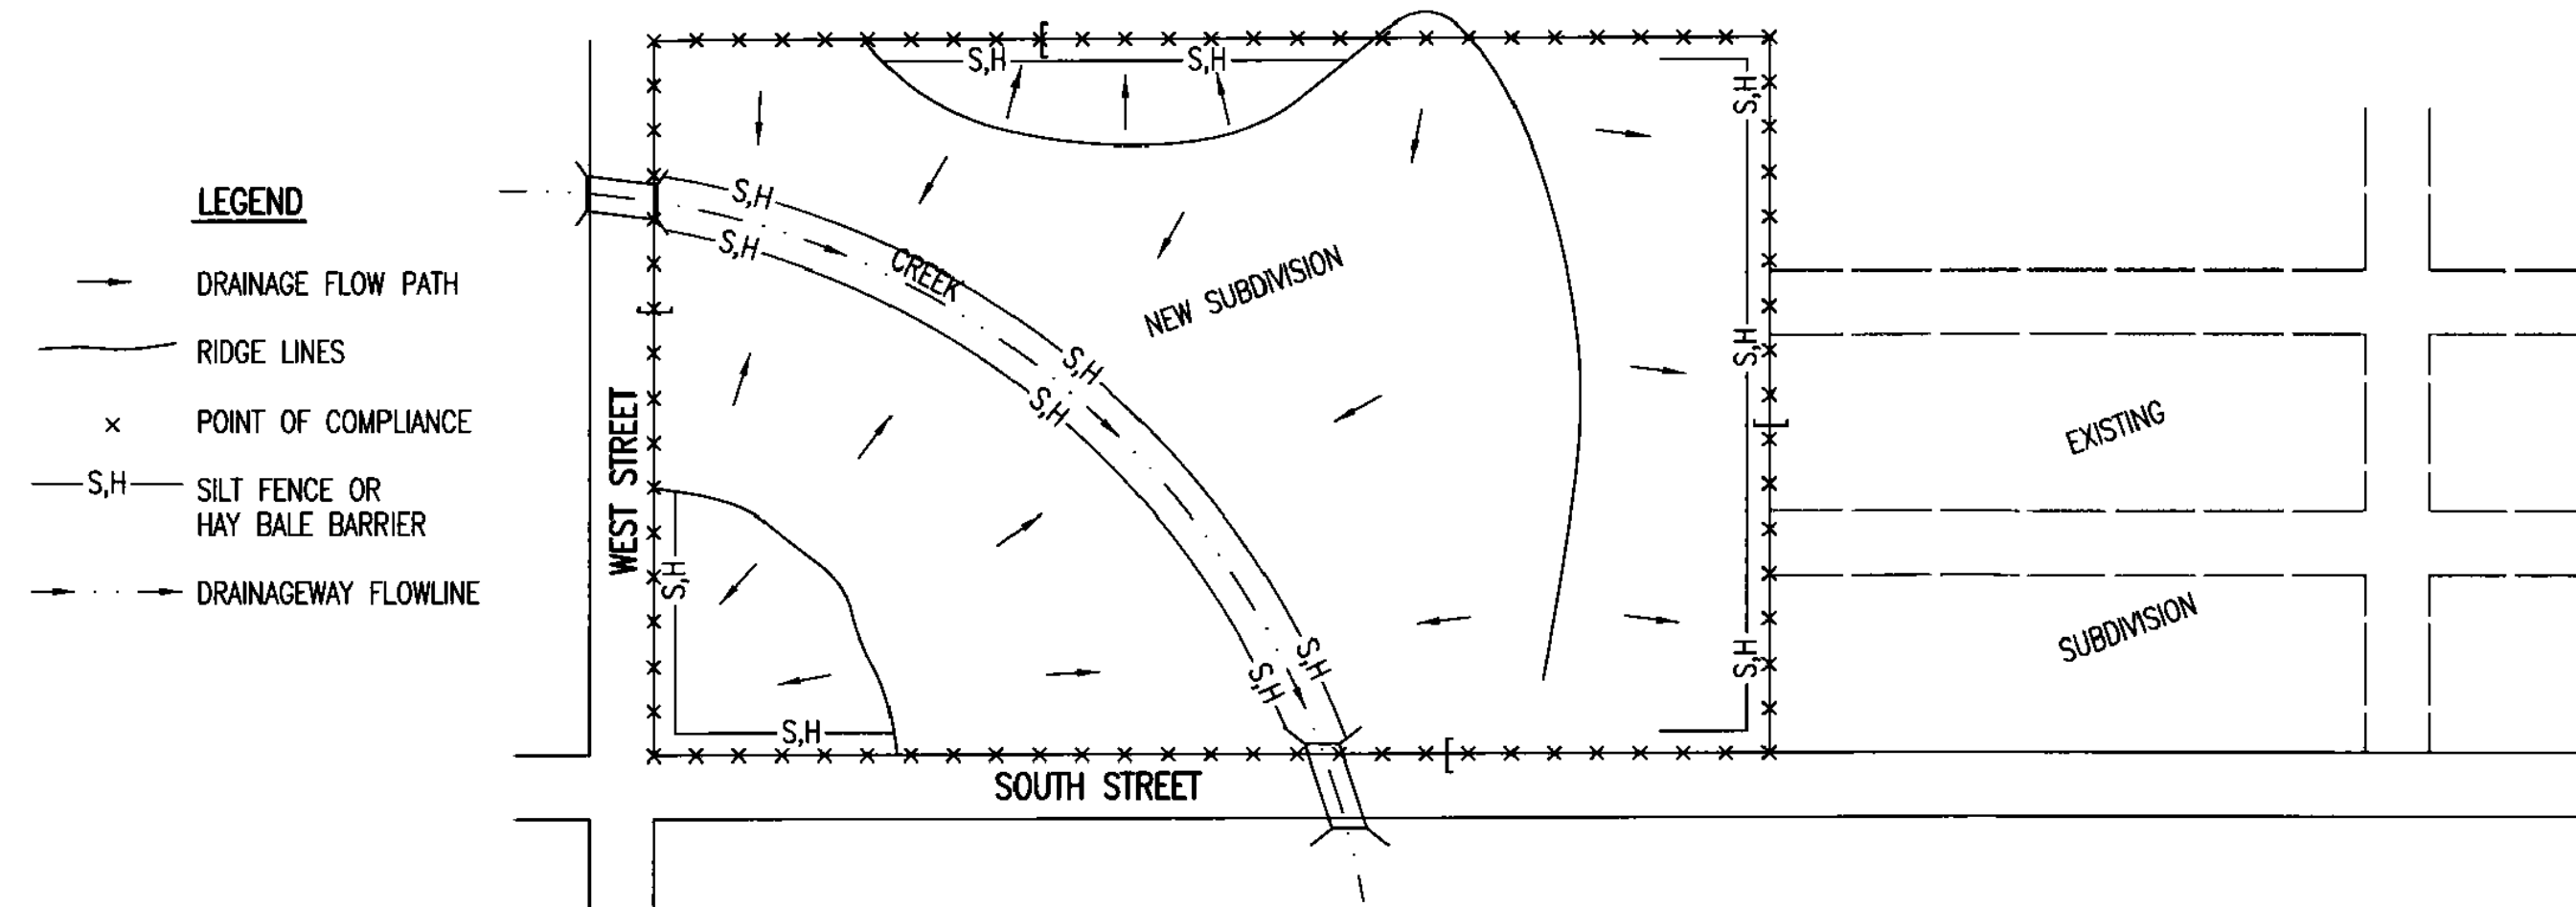 LEGEND
DRAINAGE FLOW PATH
RIDGE LINES
POINT OF COMPLIANCE
S,H
SILT FENCE OR
HAY BALE BARRIER
DRAINAGEWAY FLOWLINE
S,H
S,H
S,H
S,H
S,H
CREEK
NEW SUBDIVISION
S,H
S,H
S,H
WEST STREET
EXISTING
S,H
S,H
S,H
S,H
SUBDIVISION
S,H
SOUTH STREET